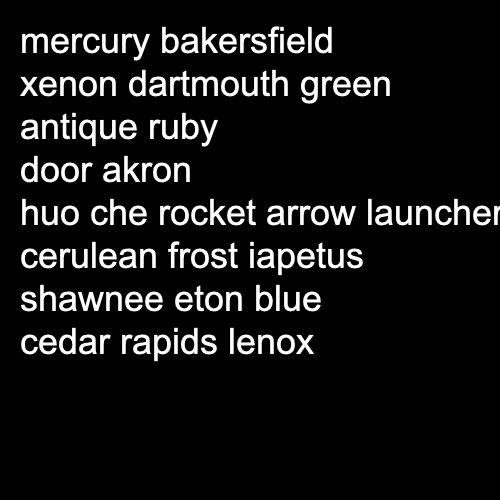 mercury bakersfield
xenon dartmouth green
antique ruby
door akron
huo che rocket arrow launcher
cerulean frost iapetus
shawnee eton blue
cedar rapids lenox